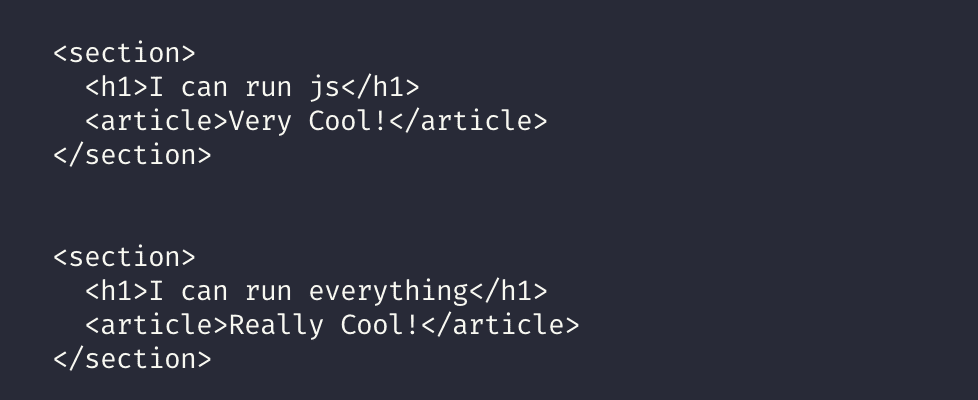 <section>
  <h1>I can run js</h1>
  <article>Very Cool!</article>
</section>
<section>
  <h1>I can run everything</h1>
  <article>Really Cool!</article>
</section>